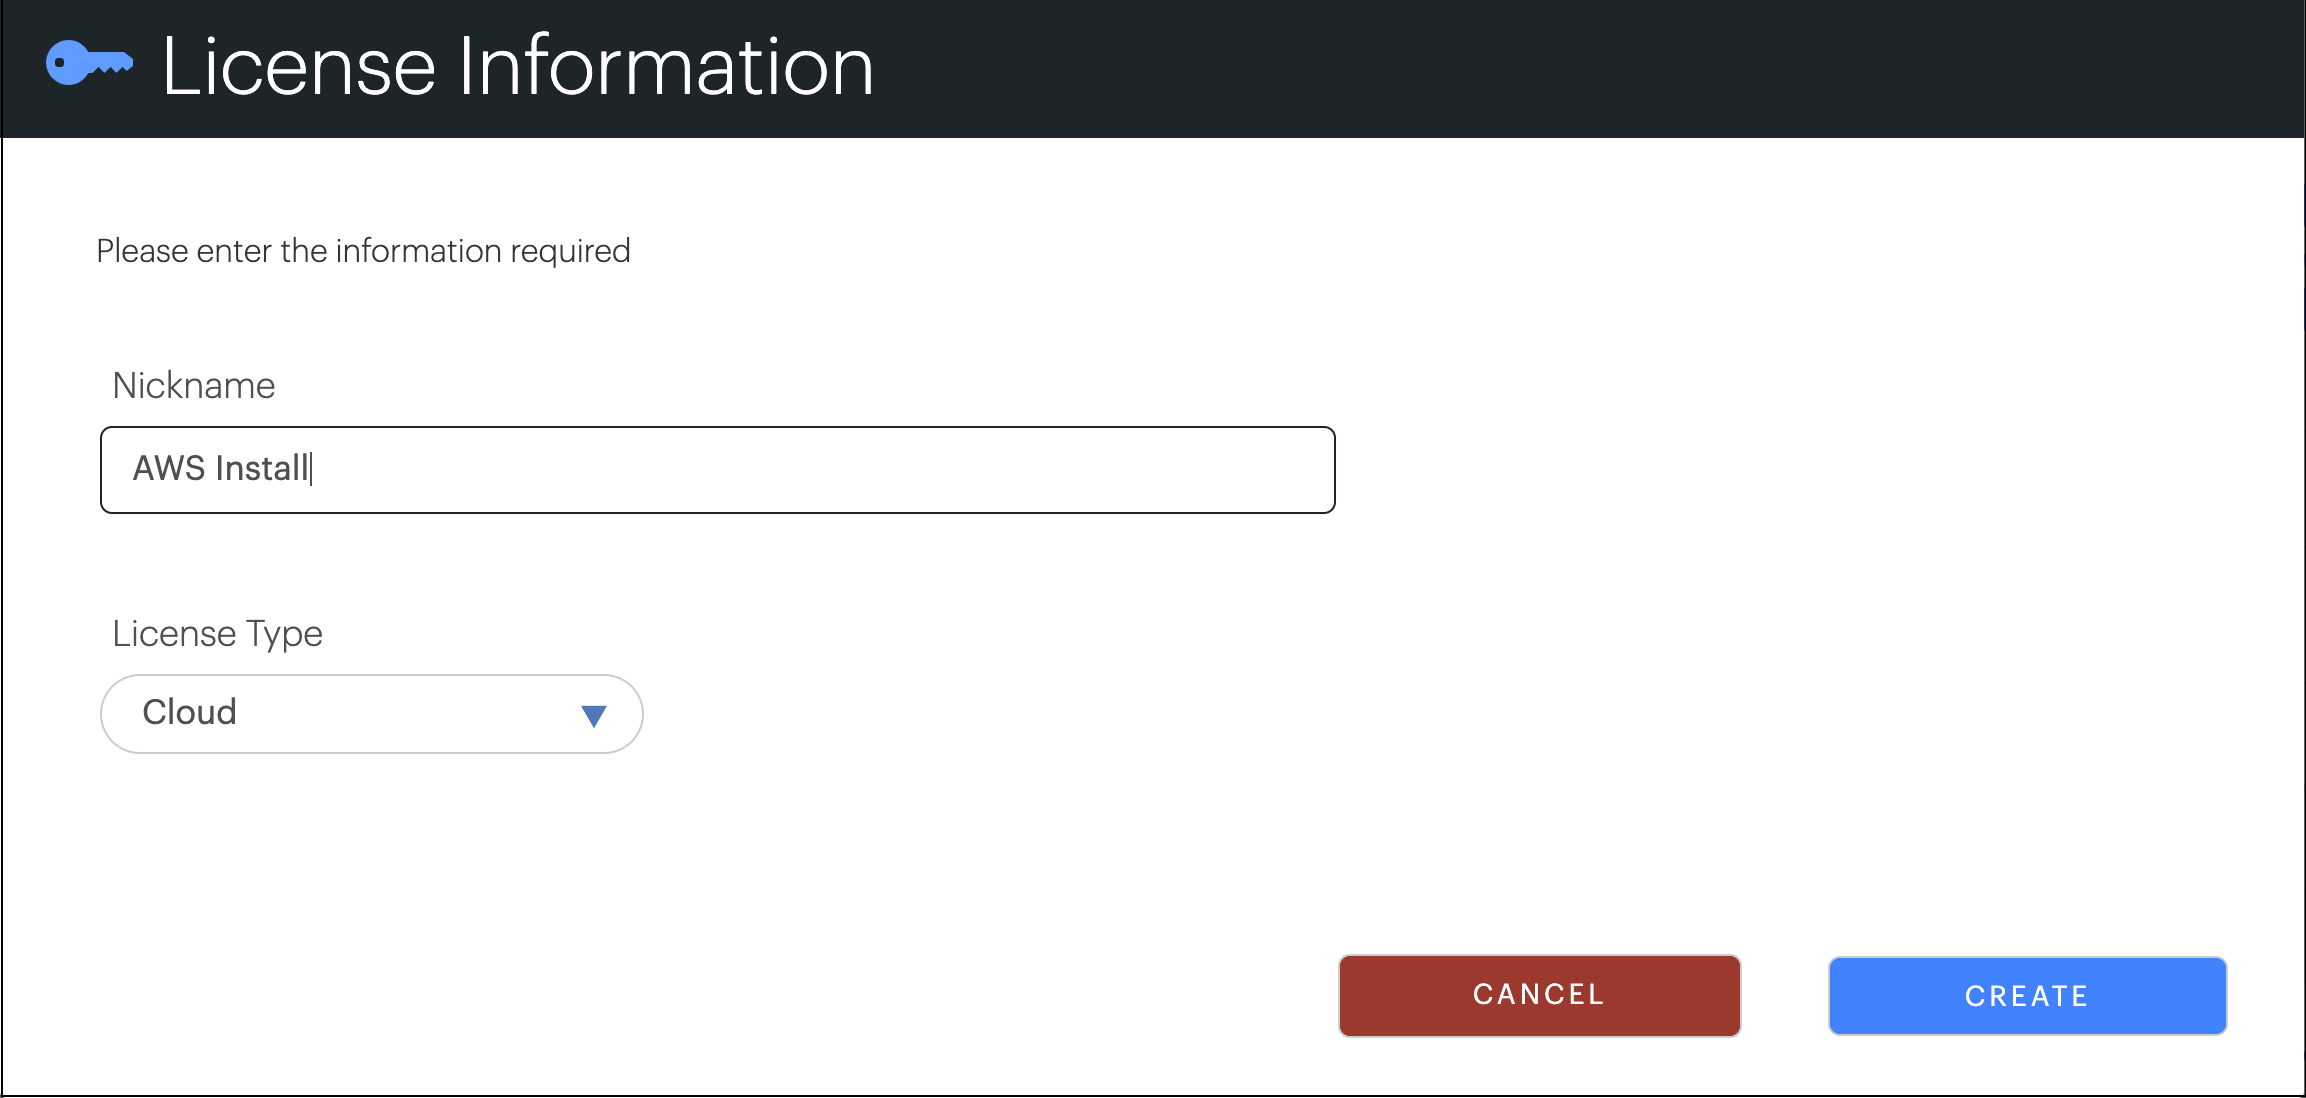 License Information
Please enter the information required
Nickname
AWS Install
License Type
Cloud
CANCEL
CREATE